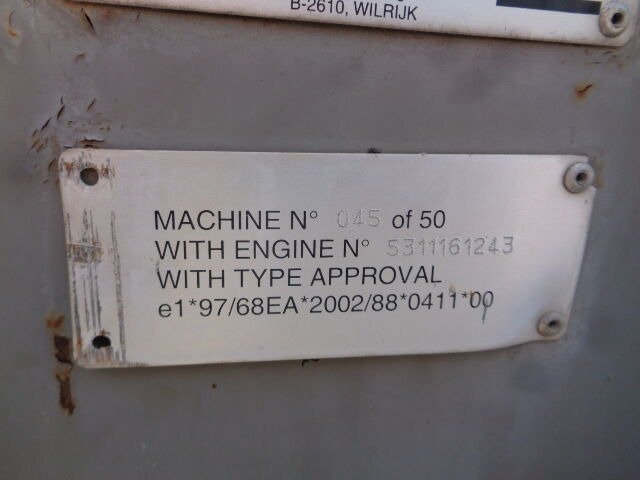 B-2610, WILRIJK
MACHINE N° 045 of 50
WITH ENGINE N° 5311161243
WITH TYPE APPROVAL
e1*97/68EA*2002/88*0411*00